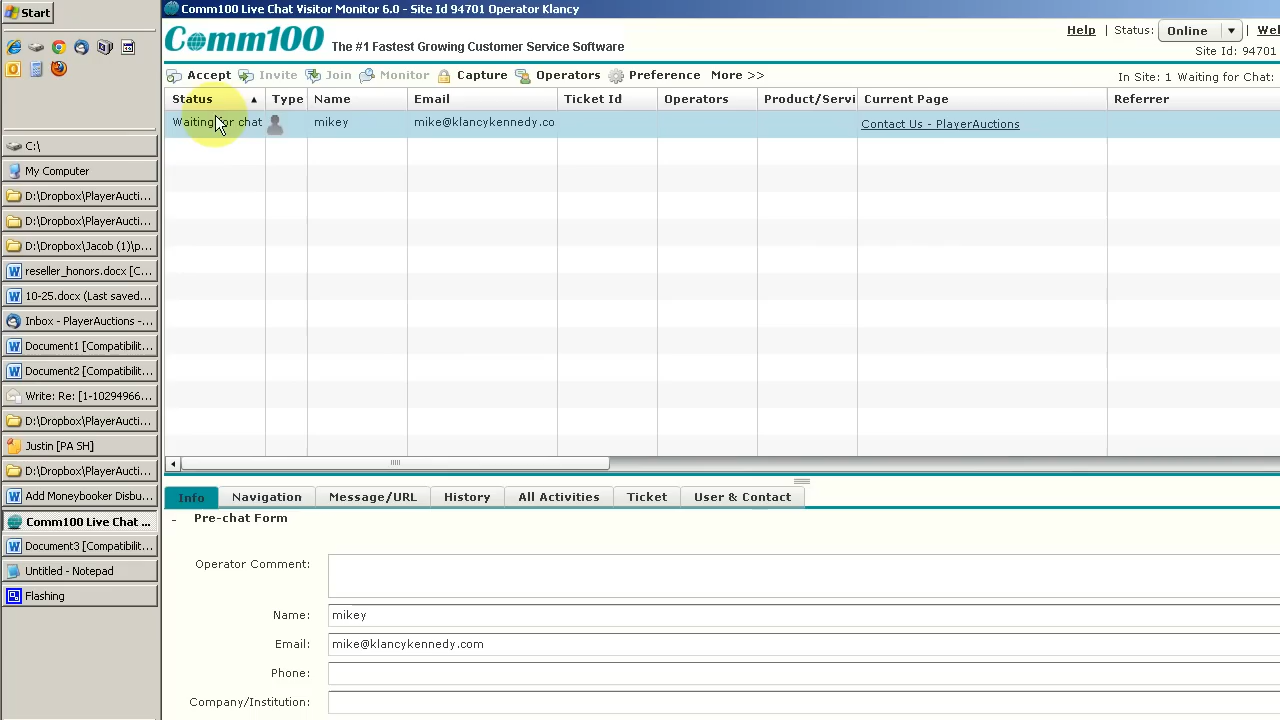 Start
Comm100 Live Chat Visitor Monitor 6.0 - Site Id 94701 Operator Klancy
Comm100 The #1 Fastest Growing Customer Service Software
Help | Status: Online | Wel
Site Id: 94701
Accept Invite Join Monitor Capture Operators Preference More >>
In Site: 1 Waiting for Chat:
Status Type Name Email Ticket Id Operators Product/Servi Current Page Referrer
Waiting for chat mikey mike@klancykennedy.co Contact Us - PlayerAuctions
C:\
My Computer
D:\Dropbox\PlayerAucti...
D:\Dropbox\PlayerAucti...
D:\Dropbox\Jacob (1)\p...
reseller_honors.docx [C...
10-25.docx (Last saved...
Inbox - PlayerAuctions -...
Document1 [Compatibilit...
Document2 [Compatibilit...
Write: Re: [1-10294966...
D:\Dropbox\PlayerAucti...
Justin [PA SH]
D:\Dropbox\PlayerAucti...
Add Moneybookers Disbu...
Comm100 Live Chat ...
Document3 [Compatibilit...
Untitled - Notepad
Flashing
Info Navigation Message/URL History All Activities Ticket User & Contact
- Pre-chat Form
Operator Comment:
Name: mikey
Email: mike@klancykennedy.com
Phone:
Company/Institution: